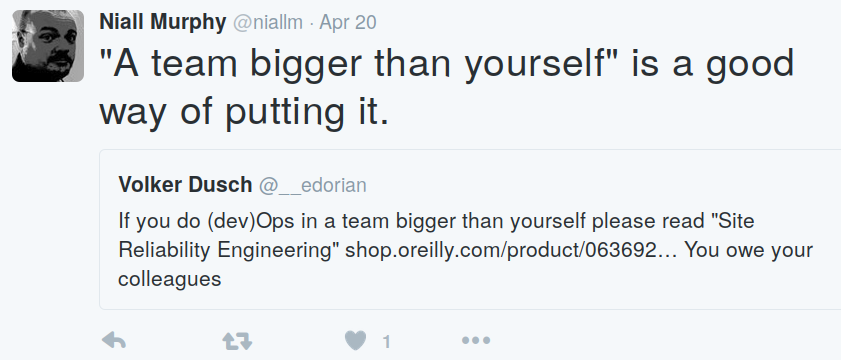 Niall Murphy @niallm · Apr 20
"A team bigger than yourself" is a good
way of putting it.
Volker Dusch @__edorian
If you do (dev)Ops in a team bigger than yourself please read "Site
Reliability Engineering" shop.oreilly.com/product/063692… You owe your
colleagues
1